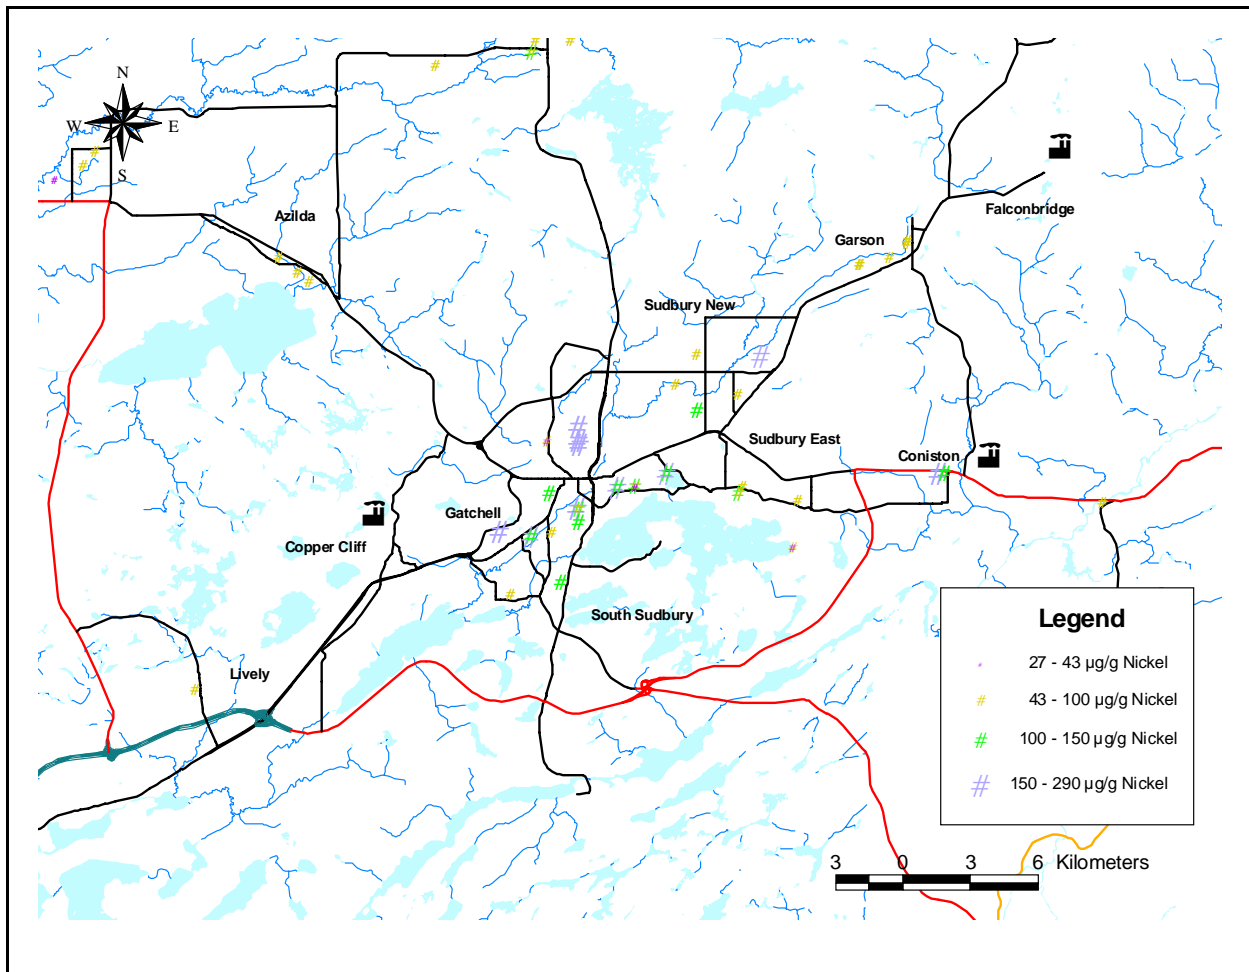 N
W E
S
Azilda
Falconbridge
Garson
Sudbury New
Sudbury East
Coniston
Gatchell
Copper Cliff
South Sudbury
Lively
Legend
27 - 43 µg/g Nickel
43 - 100 µg/g Nickel
100 - 150 µg/g Nickel
150 - 290 µg/g Nickel
3 0 3 6 Kilometers